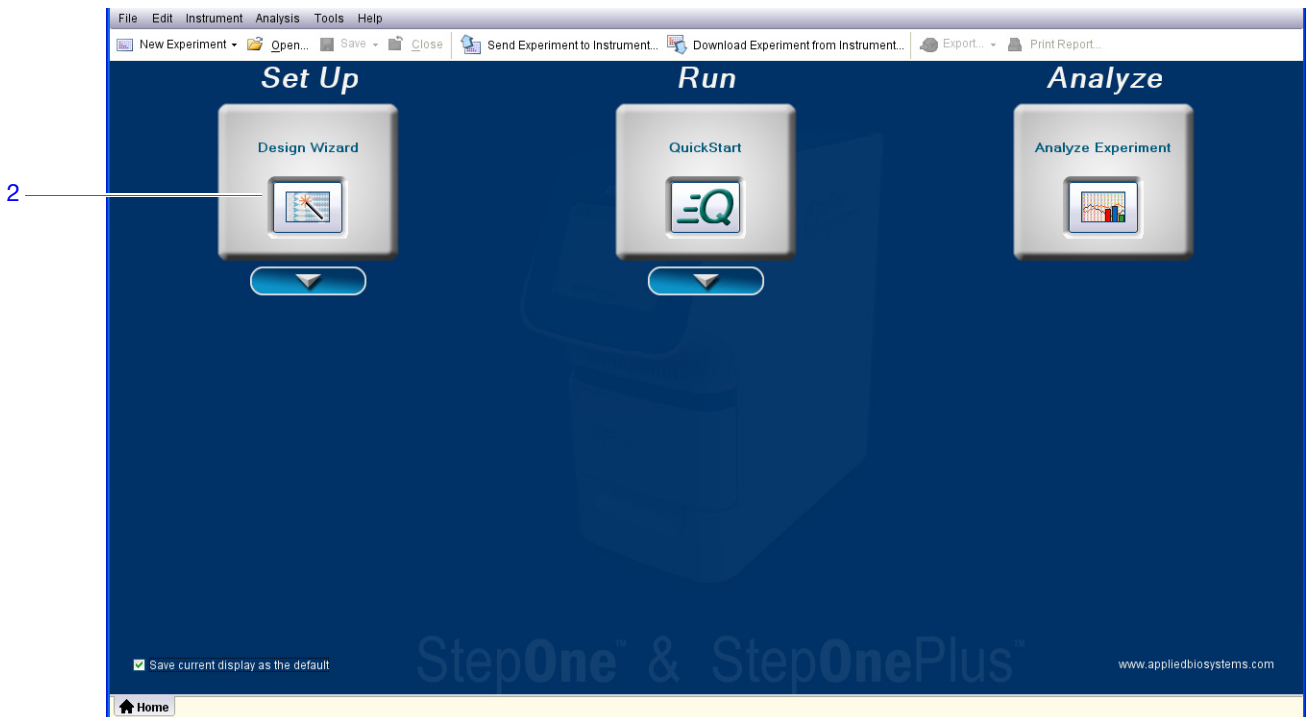 File Edit Instrument Analysis Tools Help
New Experiment Open... Save Close Send Experiment to Instrument... Download Experiment from Instrument... Export... Print Report...
Set Up Run Analyze
Design Wizard QuickStart Analyze Experiment
2
Q
StepOne™ & StepOnePlus™
Save current display as the default www.appliedbiosystems.com
Home